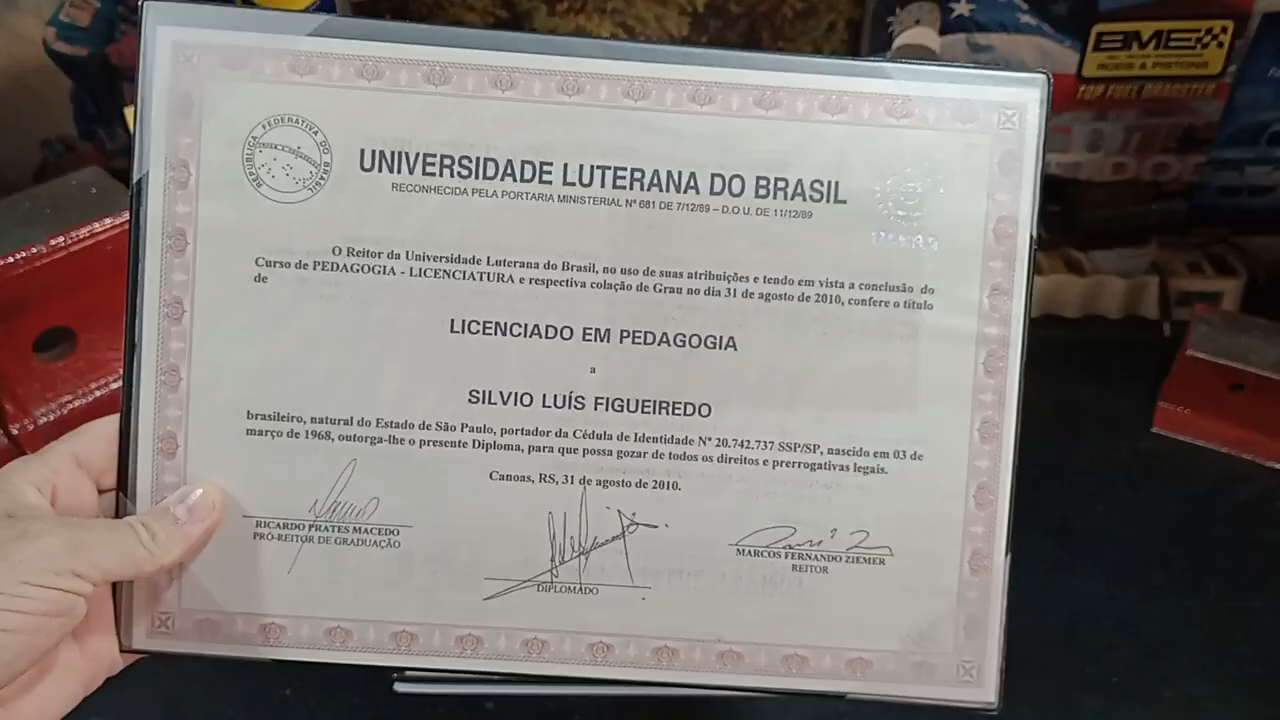 REPÚBLICA FEDERATIVA DO BRASIL
UNIVERSIDADE LUTERANA DO BRASIL
RECONHECIDA PELA PORTARIA MINISTERIAL Nº 681 DE 7/12/89 – D.O.U. DE 11/12/89
O Reitor da Universidade Luterana do Brasil, no uso de suas atribuições e tendo em vista a conclusão do
Curso de PEDAGOGIA - LICENCIATURA e respectiva colação de Grau no dia 31 de agosto de 2010, confere o título
de
LICENCIADO EM PEDAGOGIA
a
SILVIO LUÍS FIGUEIREDO
brasileiro, natural do Estado de São Paulo, portador da Cédula de Identidade Nº 20.742.737 SSP/SP, nascido em 03 de
março de 1968, outorga-lhe o presente Diploma, para que possa gozar de todos os direitos e prerrogativas legais.
Canoas, RS, 31 de agosto de 2010.
RICARDO PRATES MACEDO
PRÓ-REITOR DE GRADUAÇÃO
DIPLOMADO
MARCOS FERNANDO ZIEMER
REITOR
BME
RODS & PISTONS
TOP FUEL DRAGSTER